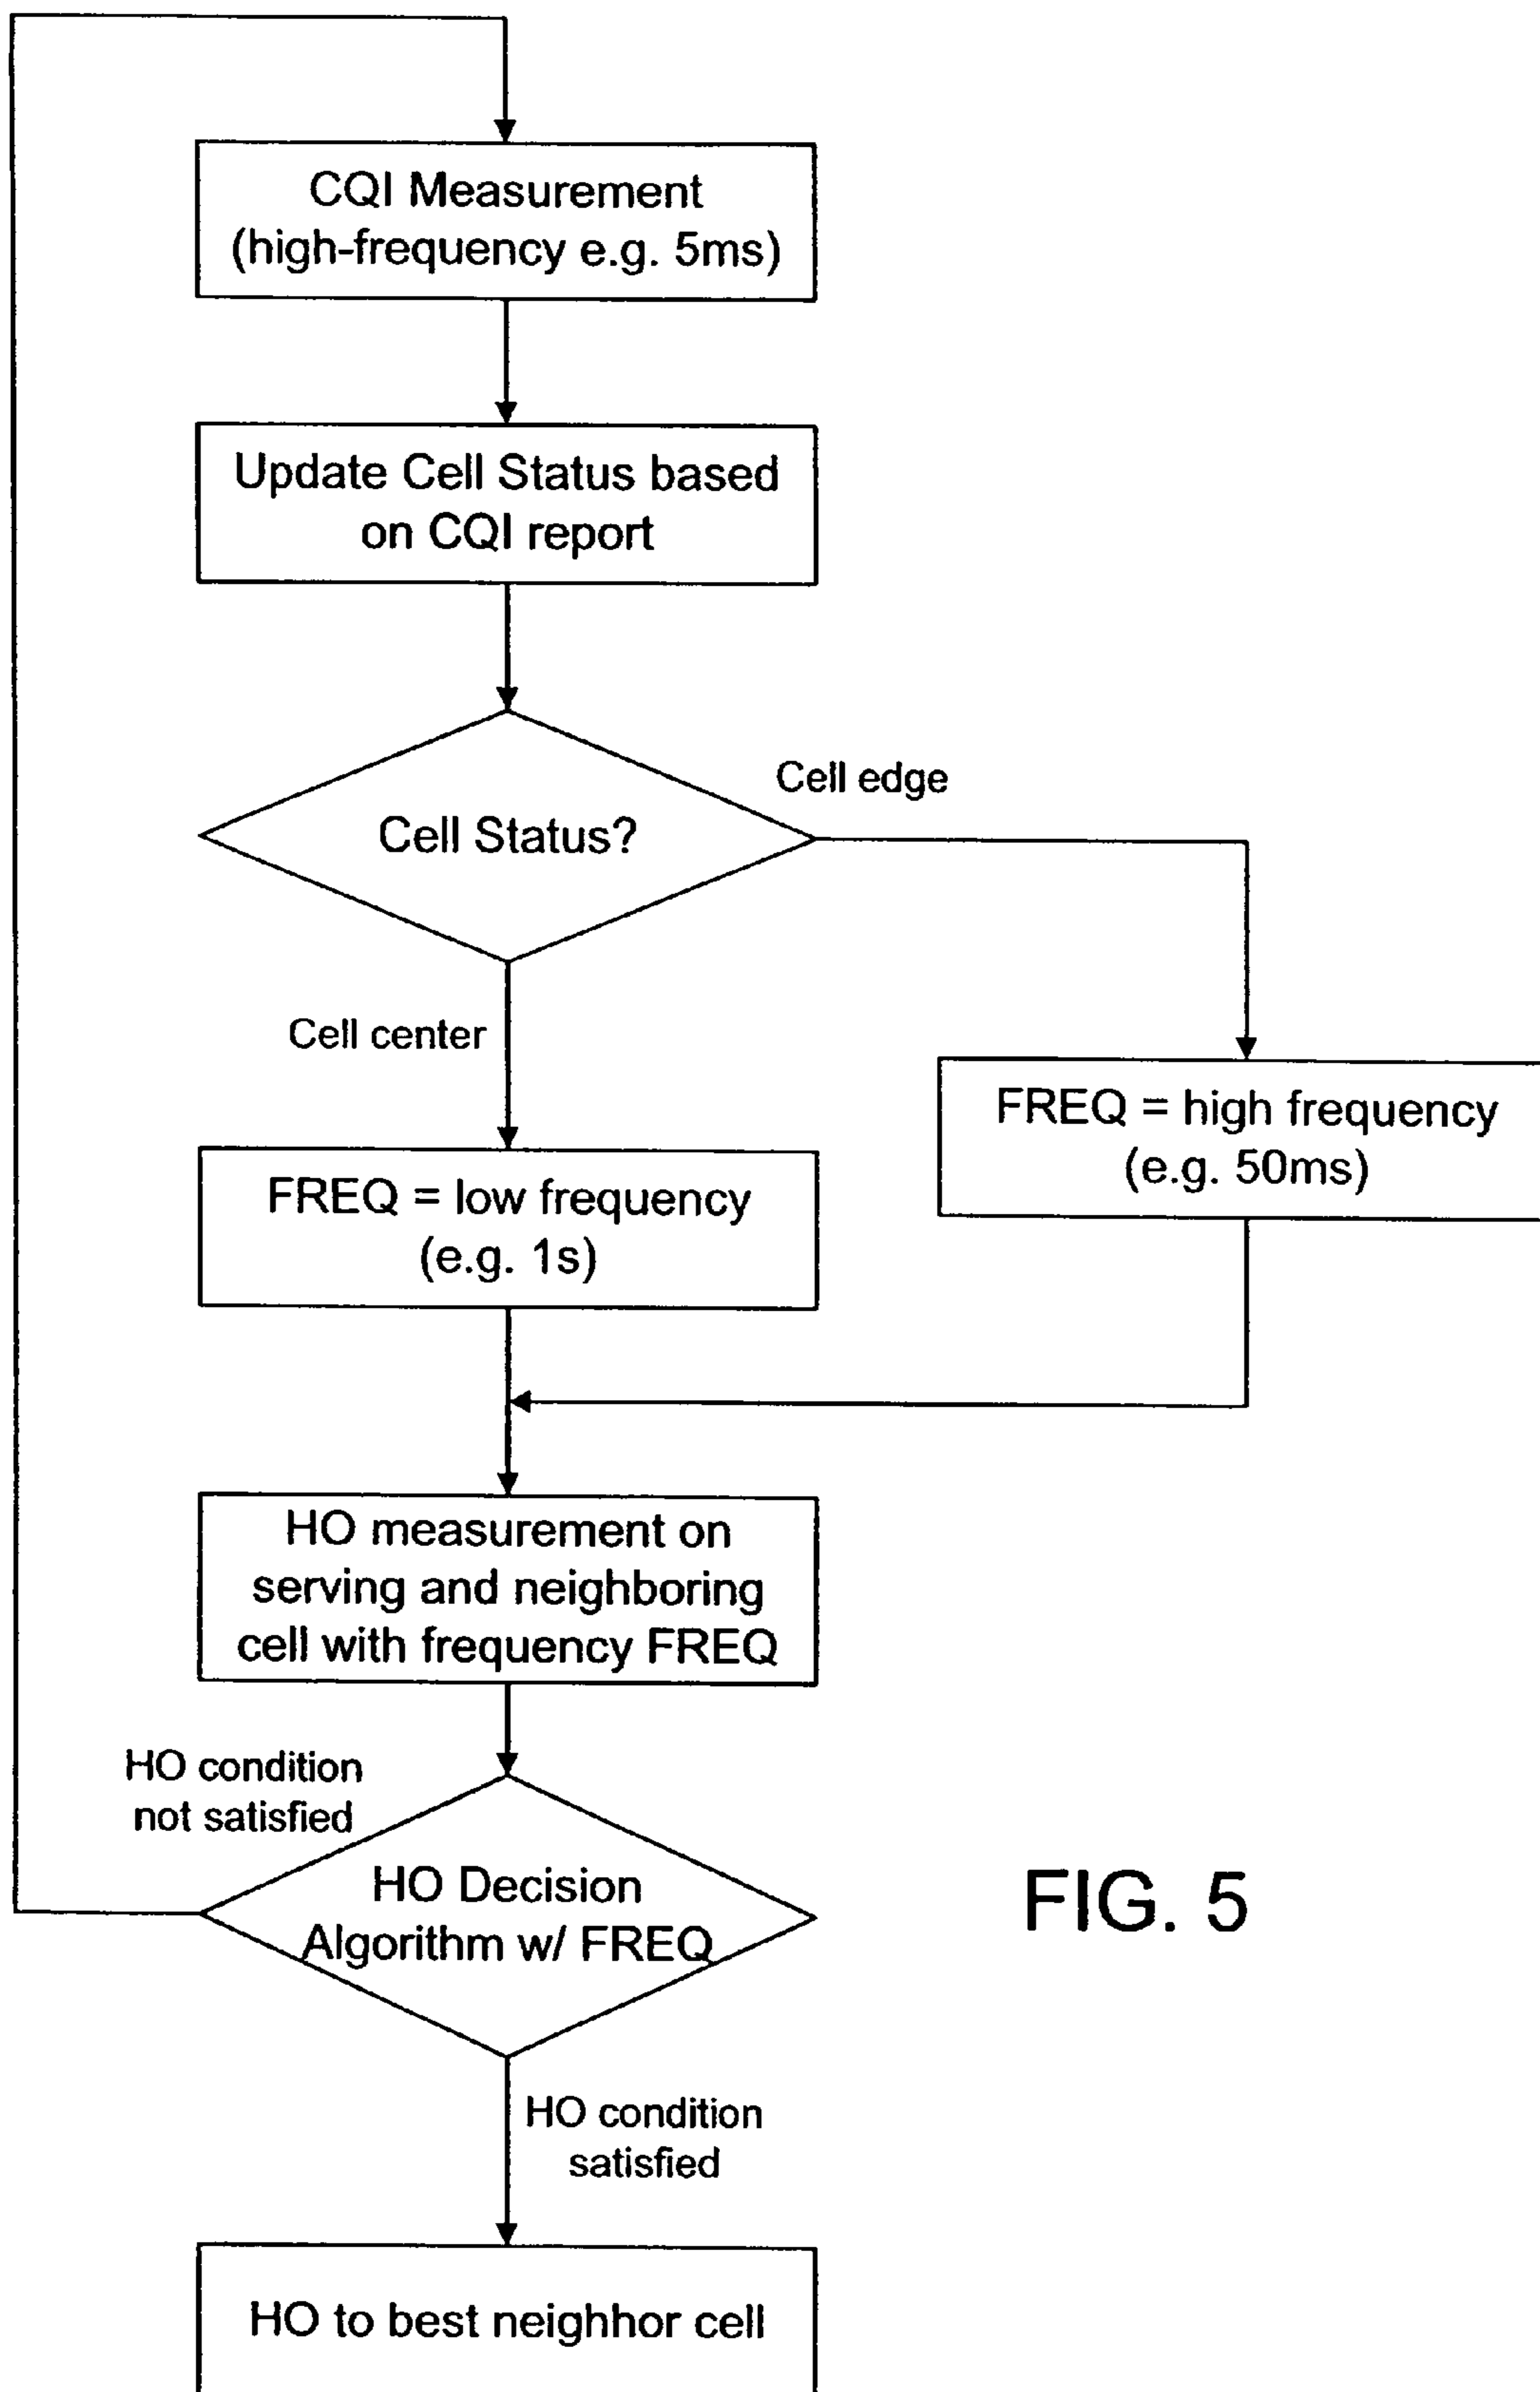 CQI Measurement
(high-frequency e.g. 5ms)
Update Cell Status based
on CQI report
Cell edge
Cell Status?
Cell center
FREQ = high frequency
(e.g. 50ms)
FREQ = low frequency
(e.g. 1s)
HO measurement on
serving and neighboring
cell with frequency FREQ
HO condition
not satisfied
HO Decision
Algorithm w/ FREQ
FIG. 5
HO condition
satisfied
HO to best neighhor cell